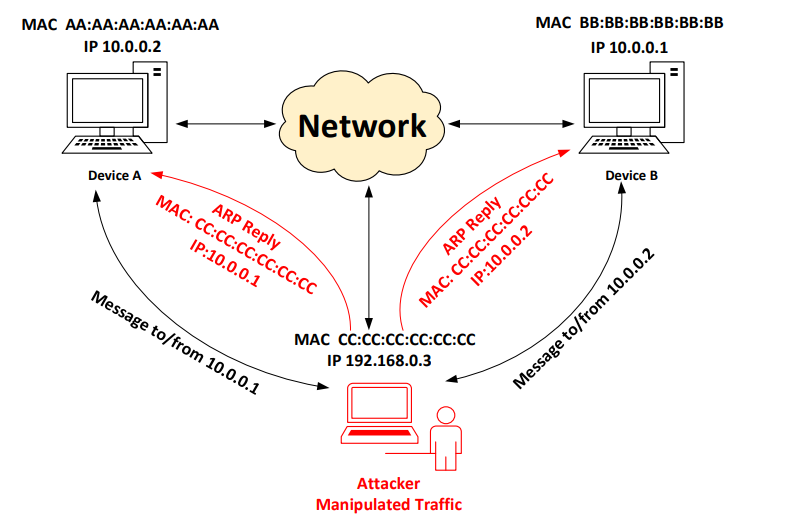 MAC  AA:AA:AA:AA:AA:AA
IP 10.0.0.2
MAC  BB:BB:BB:BB:BB:BB
IP 10.0.0.1
Network
Device A
Device B
ARP Reply
MAC: CC:CC:CC:CC:CC:CC
IP:10.0.0.1
ARP Reply
MAC: CC:CC:CC:CC:CC:CC
IP:10.0.0.2
Message to/from 10.0.0.1
Message to/from 10.0.0.2
MAC  CC:CC:CC:CC:CC:CC
IP 192.168.0.3
Attacker
Manipulated Traffic